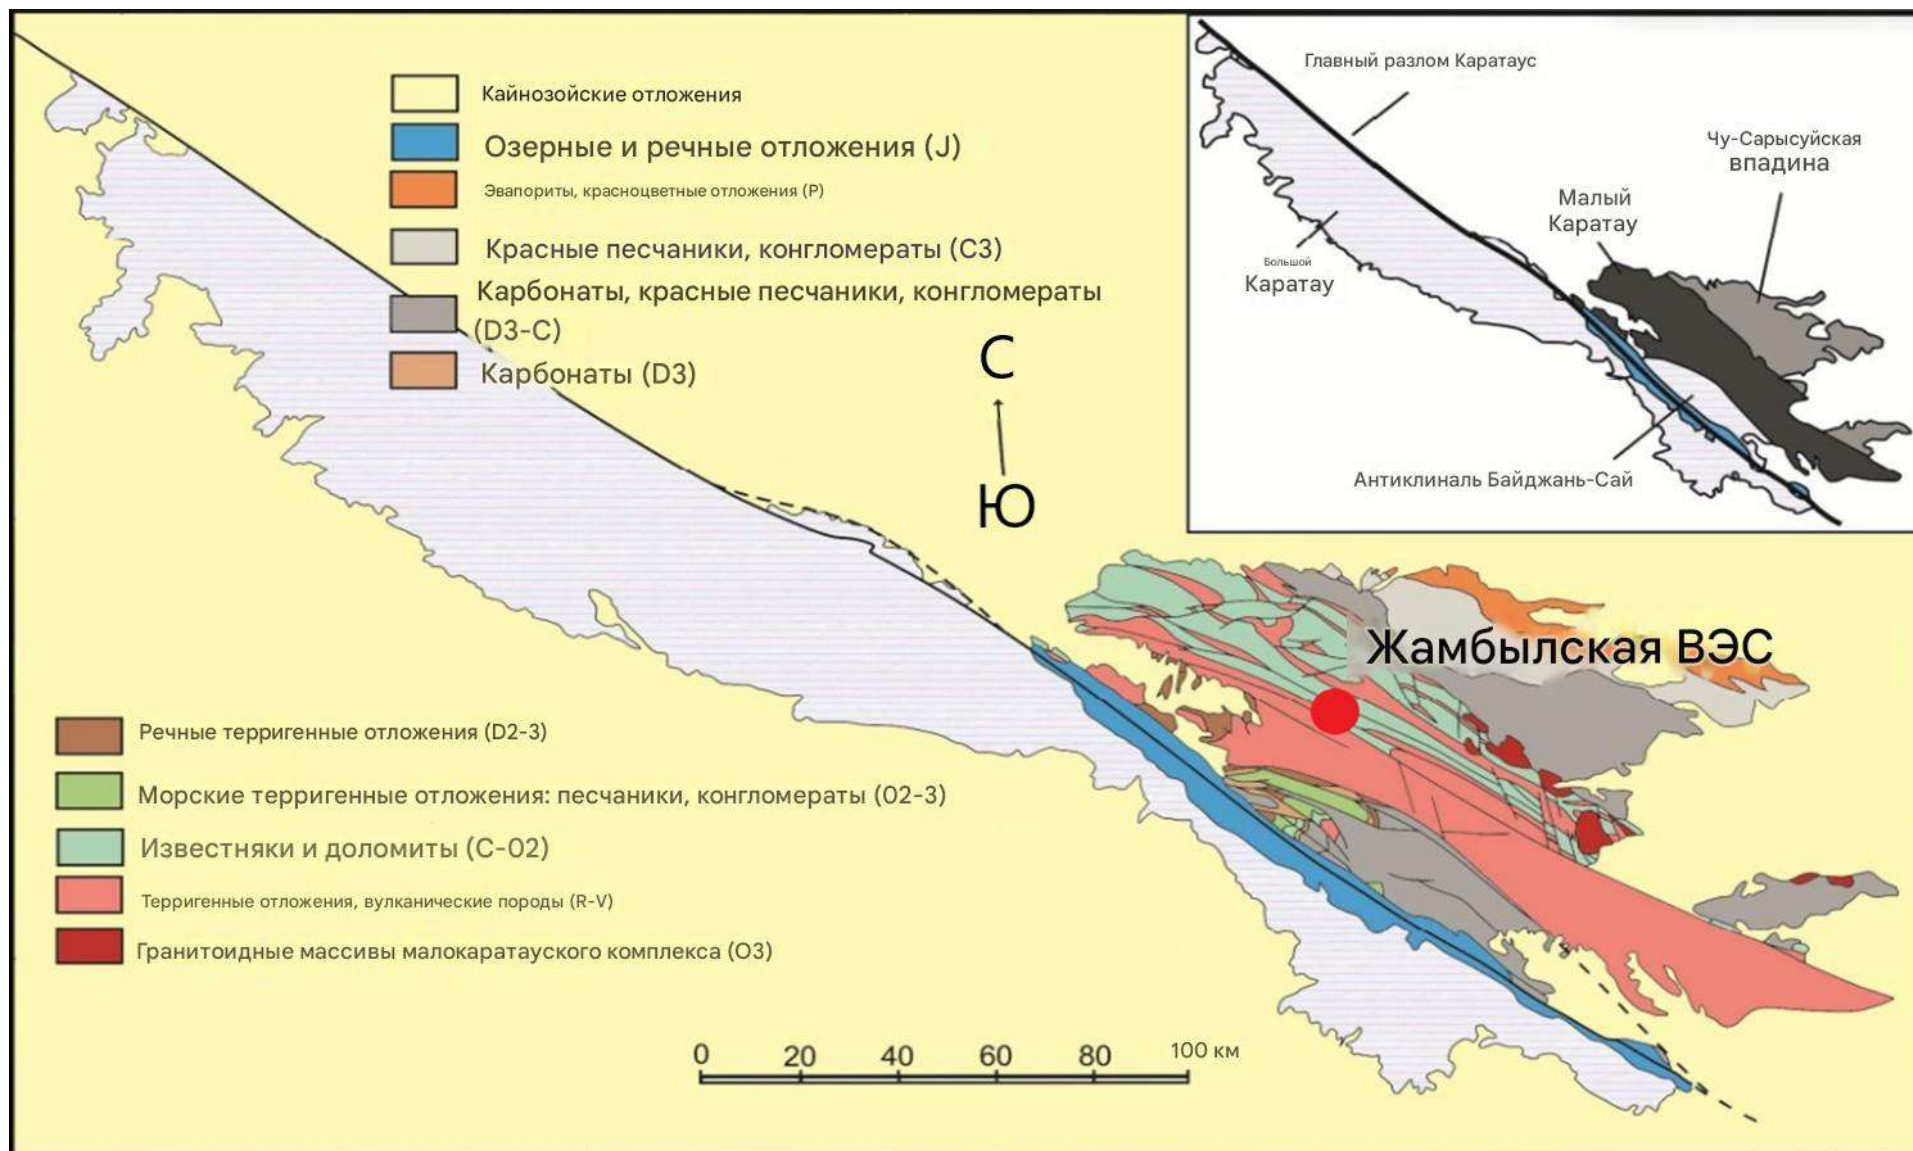 Кайнозойские отложения
Озерные и речные отложения (J)
Эвапориты, красноцветные отложения (P)
Красные песчаники, конгломераты (C3)
Карбонаты, красные песчаники, конгломераты
(D3-C)
Карбонаты (D3)
С
Ю
Главный разлом Каратаус
Чу-Сарысуйская
впадина
Малый
Каратау
Большой
Каратау
Антиклиналь Байджань-Сай
Жамбылская ВЭС
Речные терригенные отложения (D2-3)
Морские терригенные отложения: песчаники, конгломераты (02-3)
Известняки и доломиты (C-02)
Терригенные отложения, вулканические породы (R-V)
Гранитоидные массивы малокаратауского комплекса (O3)
0 20 40 60 80 100 км